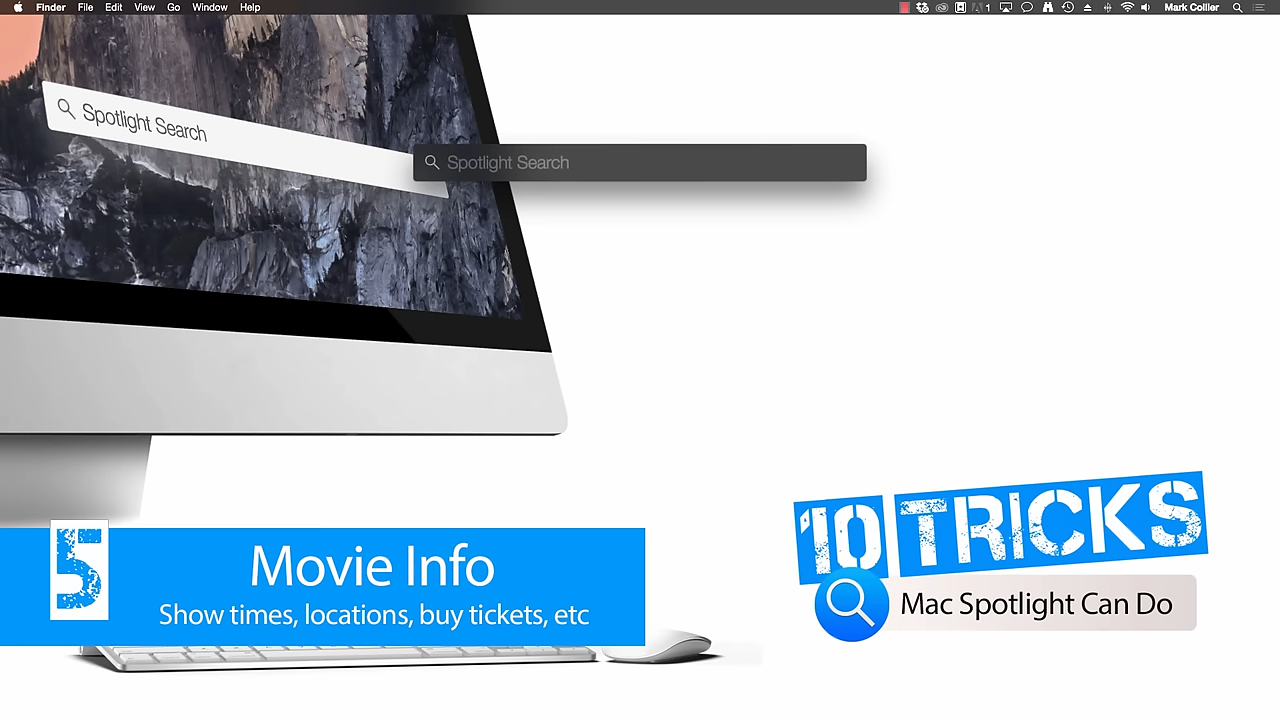 Finder File Edit View Go Window Help
1 Mark Collier
Spotlight Search
Spotlight Search
10 TRICKS
Mac Spotlight Can Do
5
Movie Info
Show times, locations, buy tickets, etc